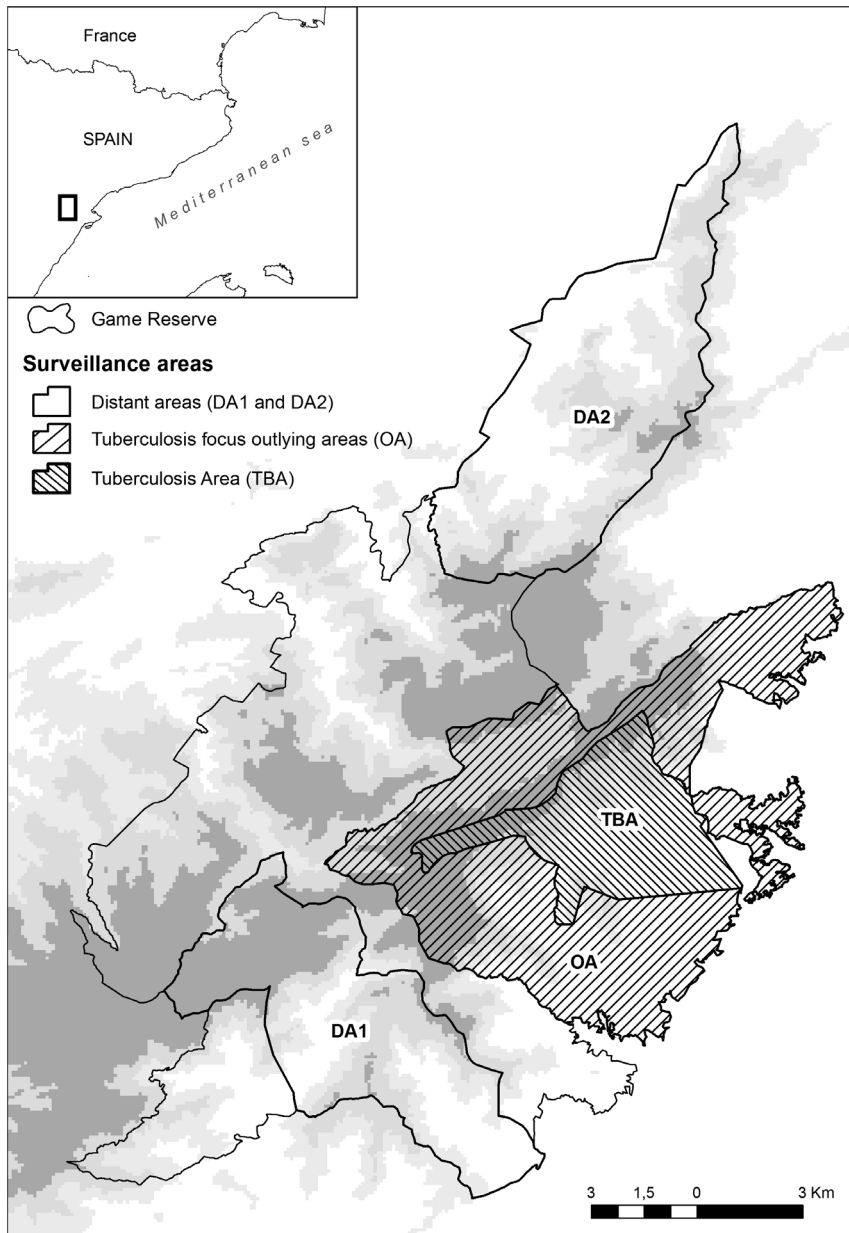 France
SPAIN
Mediterranean sea
Game Reserve
Surveillance areas
Distant areas (DA1 and DA2)
Tuberculosis focus outlying areas (OA)
Tuberculosis Area (TBA)
DA2
TBA
OA
DA1
3 1,5 0 3 Km